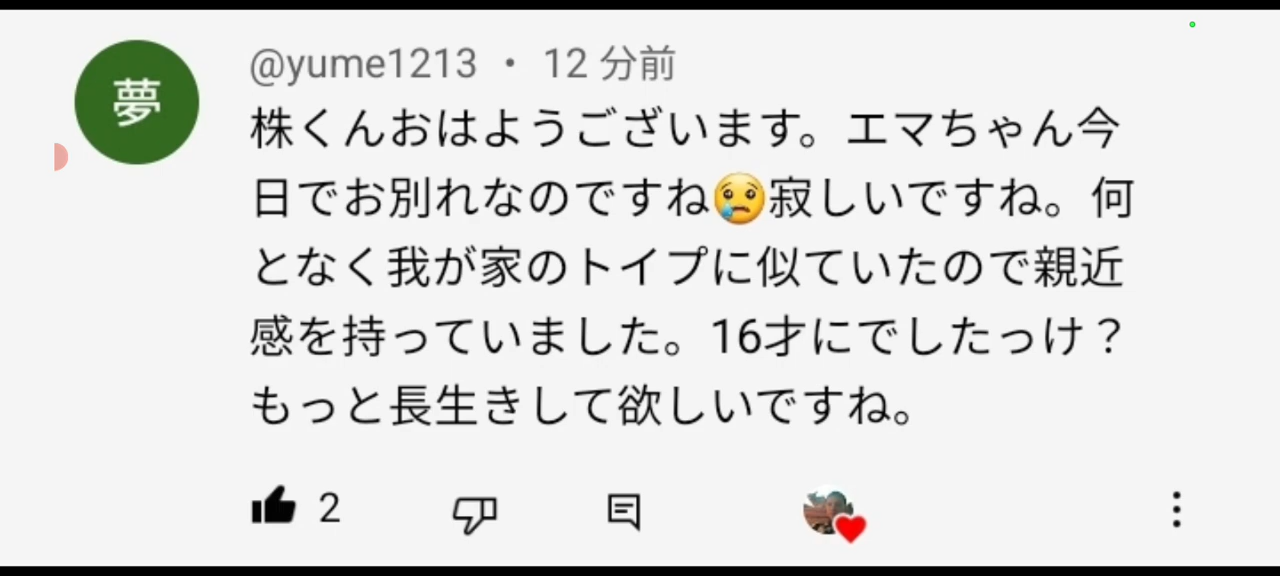 夢
@yume1213 ・ 12 分前
株くんおはようございます。エマちゃん今
日でお別れなのですね😢寂しいですね。何
となく我が家のトイプに似ていたので親近
感を持っていました。16才にでしたっけ？
もっと長生きして欲しいですね。
2